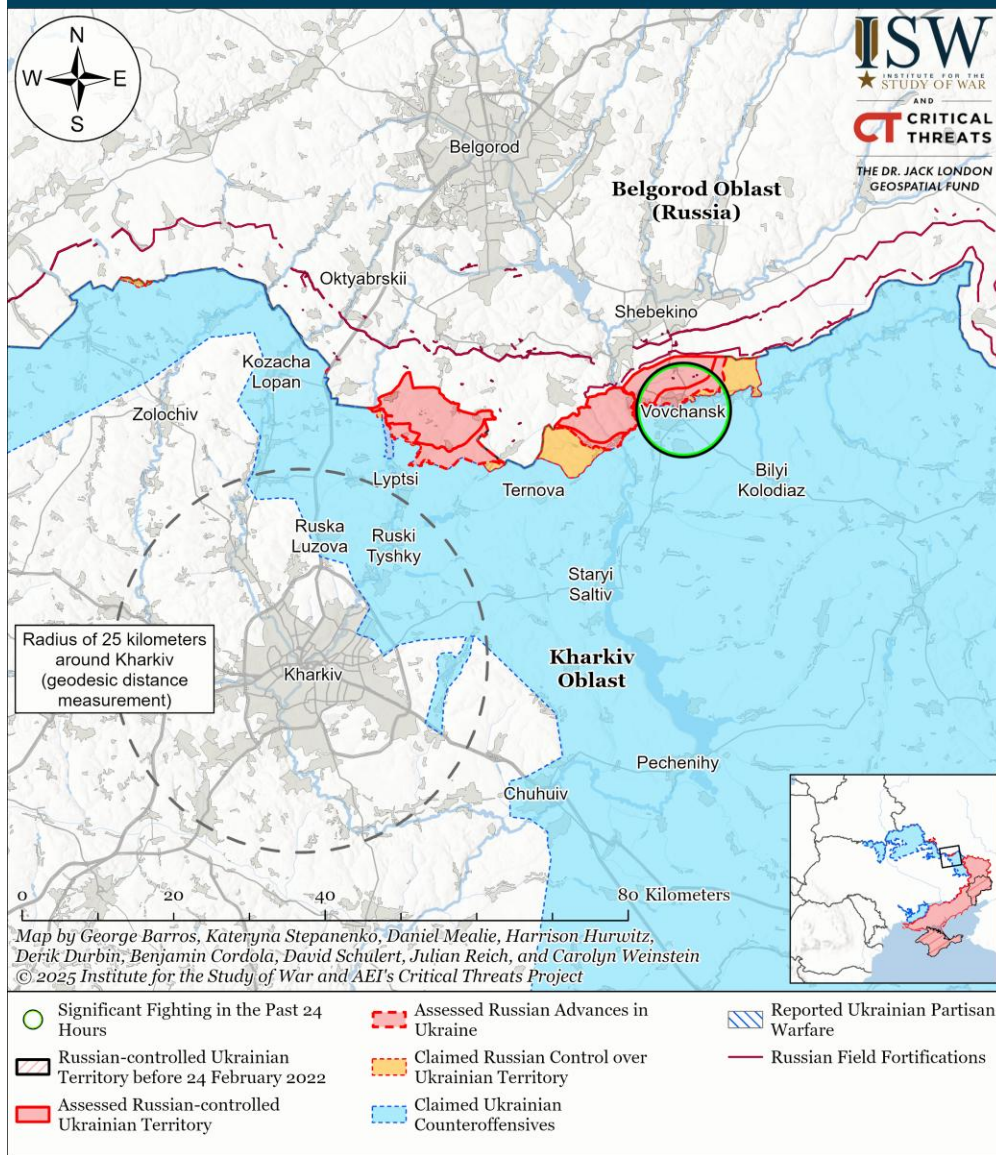 N
W
E
S
ISW
INSTITUTE FOR THE
STUDY OF WAR
AND
CT CRITICAL
THREATS
THE DR. JACK LONDON
GEOSPATIAL FUND
Belgorod
Belgorod Oblast
(Russia)
Oktyabrskii
Shebekino
Kozacha
Lopan
Zolochiv
Vovchansk
Lyptsi
Ternova
Bilyi
Kolodiaz
Ruska
Luzova
Ruski
Tyshky
Staryi
Saltiv
Radius of 25 kilometers
around Kharkiv
(geodesic distance
measurement)
Kharkiv
Kharkiv
Oblast
Pechenihy
Chuhuiv
0
20
40
80 Kilometers
Map by George Barros, Kateryna Stepanenko, Daniel Mealie, Harrison Hurwitz,
Derik Durbin, Benjamin Cordola, David Schulert, Julian Reich, and Carolyn Weinstein
© 2025 Institute for the Study of War and AEI's Critical Threats Project
Significant Fighting in the Past 24
Hours
Russian-controlled Ukrainian
Territory before 24 February 2022
Assessed Russian-controlled
Ukrainian Territory
Assessed Russian Advances in
Ukraine
Claimed Russian Control over
Ukrainian Territory
Claimed Ukrainian
Counteroffensives
Reported Ukrainian Partisan
Warfare
Russian Field Fortifications